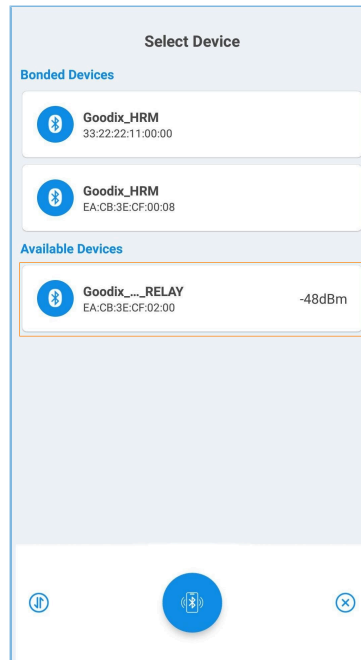 Select Device
Bonded Devices
Goodix_HRM
33:22:22:11:00:00
Goodix_HRM
EA:CB:3E:CF:00:08
Available Devices
Goodix_..._RELAY
-48dBm
EA:CB:3E:CF:02:00